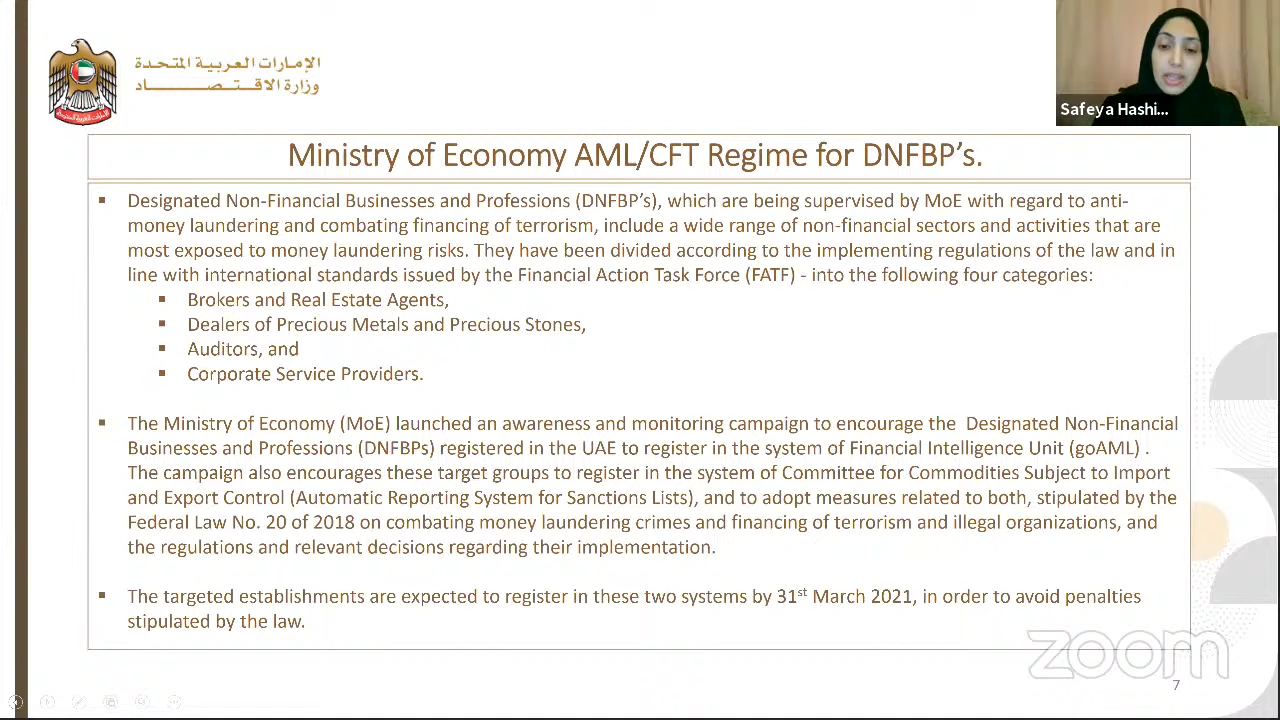 الإمارات العربية المتحدة
وزارة الاقتصاد
Safeya Hashi...
Ministry of Economy AML/CFT Regime for DNFBP's.
▪ Designated Non-Financial Businesses and Professions (DNFBP's), which are being supervised by MoE with regard to anti-
money laundering and combating financing of terrorism, include a wide range of non-financial sectors and activities that are
most exposed to money laundering risks. They have been divided according to the implementing regulations of the law and in
line with international standards issued by the Financial Action Task Force (FATF) - into the following four categories:
▪ Brokers and Real Estate Agents,
▪ Dealers of Precious Metals and Precious Stones,
▪ Auditors, and
▪ Corporate Service Providers.
▪ The Ministry of Economy (MoE) launched an awareness and monitoring campaign to encourage the Designated Non-Financial
Businesses and Professions (DNFBPs) registered in the UAE to register in the system of Financial Intelligence Unit (goAML) .
The campaign also encourages these target groups to register in the system of Committee for Commodities Subject to Import
and Export Control (Automatic Reporting System for Sanctions Lists), and to adopt measures related to both, stipulated by the
Federal Law No. 20 of 2018 on combating money laundering crimes and financing of terrorism and illegal organizations, and
the regulations and relevant decisions regarding their implementation.
▪ The targeted establishments are expected to register in these two systems by 31st March 2021, in order to avoid penalties
stipulated by the law.
zoom
7